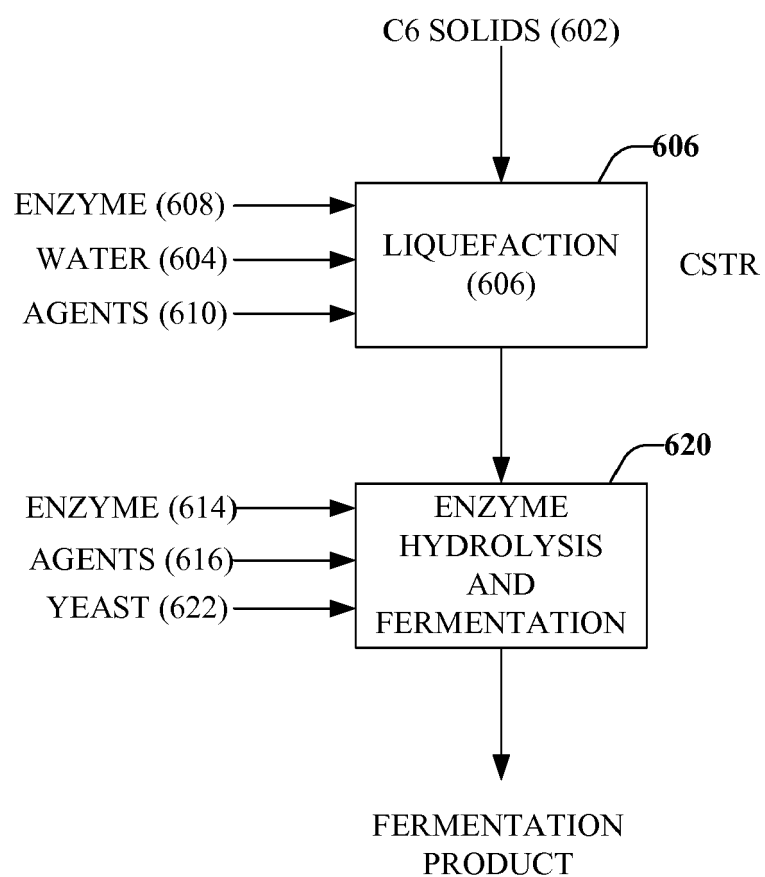 C6 SOLIDS (602)
606
ENZYME (608)
WATER (604)
AGENTS (610)
LIQUEFACTION
(606)
CSTR
620
ENZYME (614)
AGENTS (616)
YEAST (622)
ENZYME
HYDROLYSIS
AND
FERMENTATION
FERMENTATION
PRODUCT